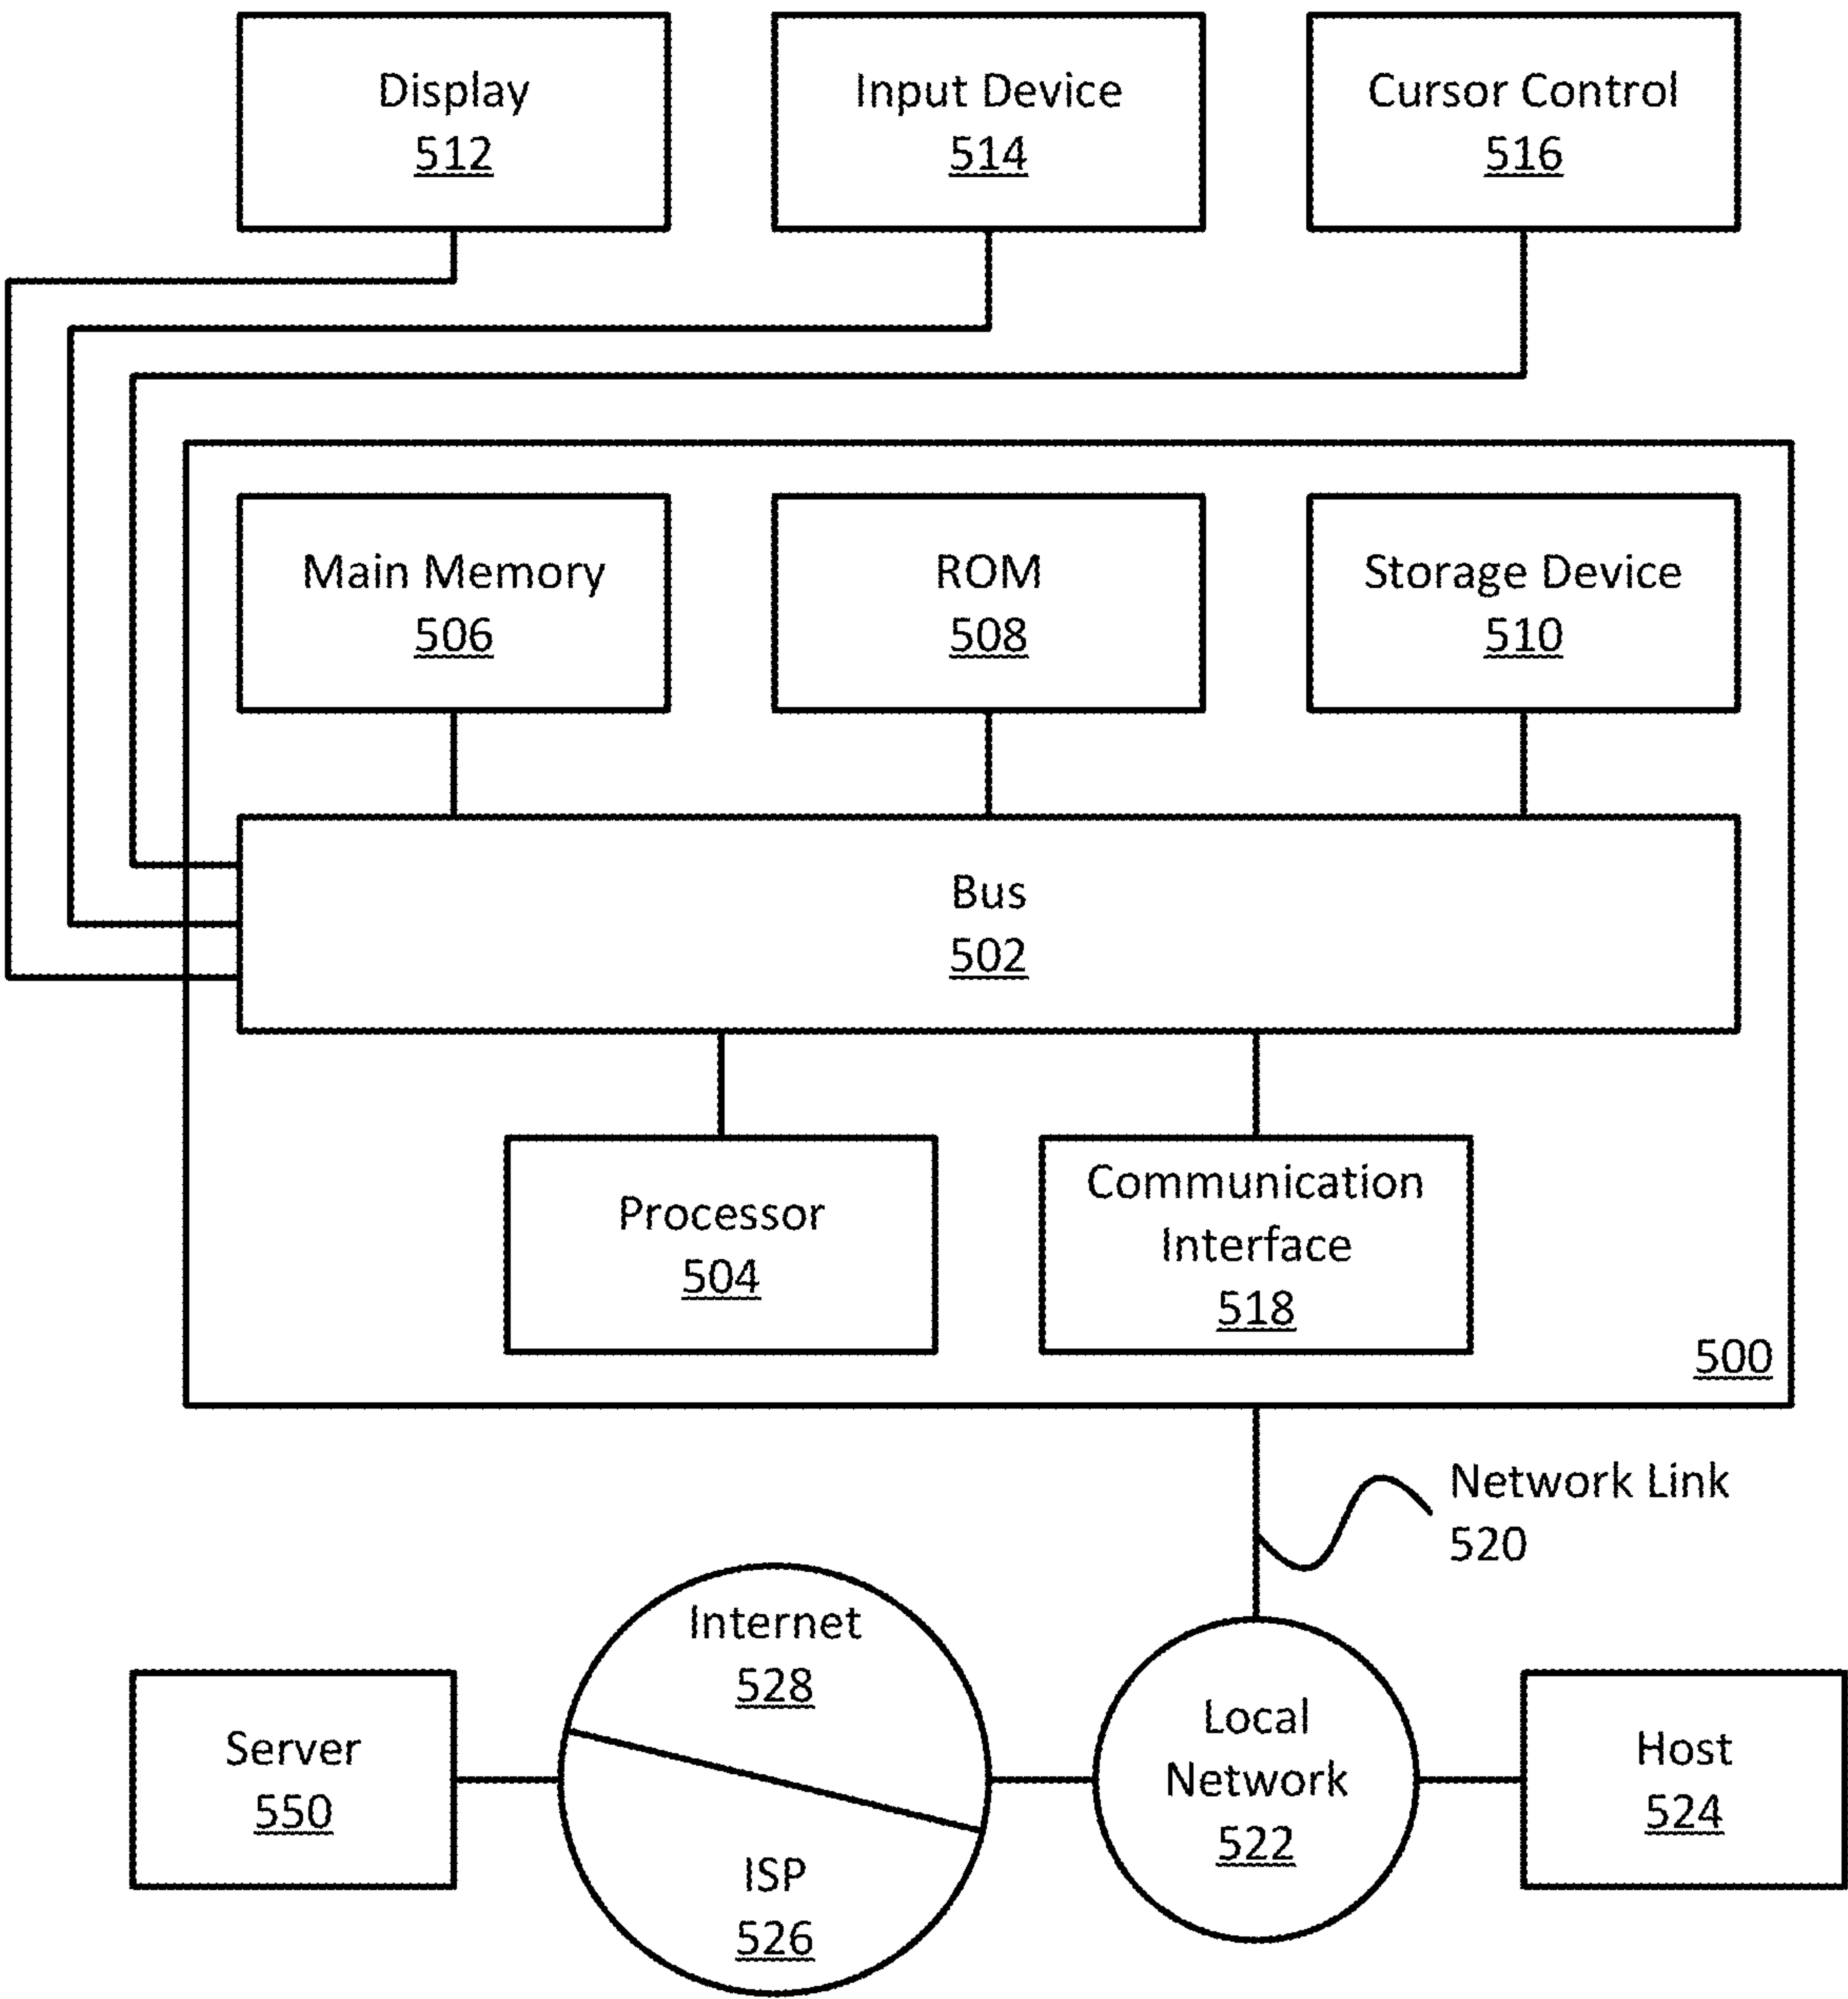 Display
512
Input Device
514
Cursor Control
516
Main Memory
506
ROM
508
Storage Device
510
Bus
502
Processor
504
Communication
Interface
518
500
Network Link
520
Internet
528
ISP
526
Server
550
Local
Network
522
Host
524